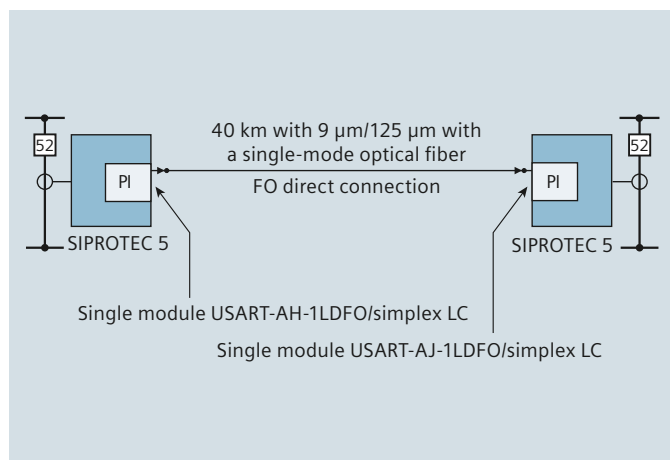 40 km with 9 µm/125 µm with
a single-mode optical fiber
52
52
PI
PI
FO direct connection
SIPROTEC 5
SIPROTEC 5
Single module USART-AH-1LDFO/simplex LC
Single module USART-AJ-1LDFO/simplex LC